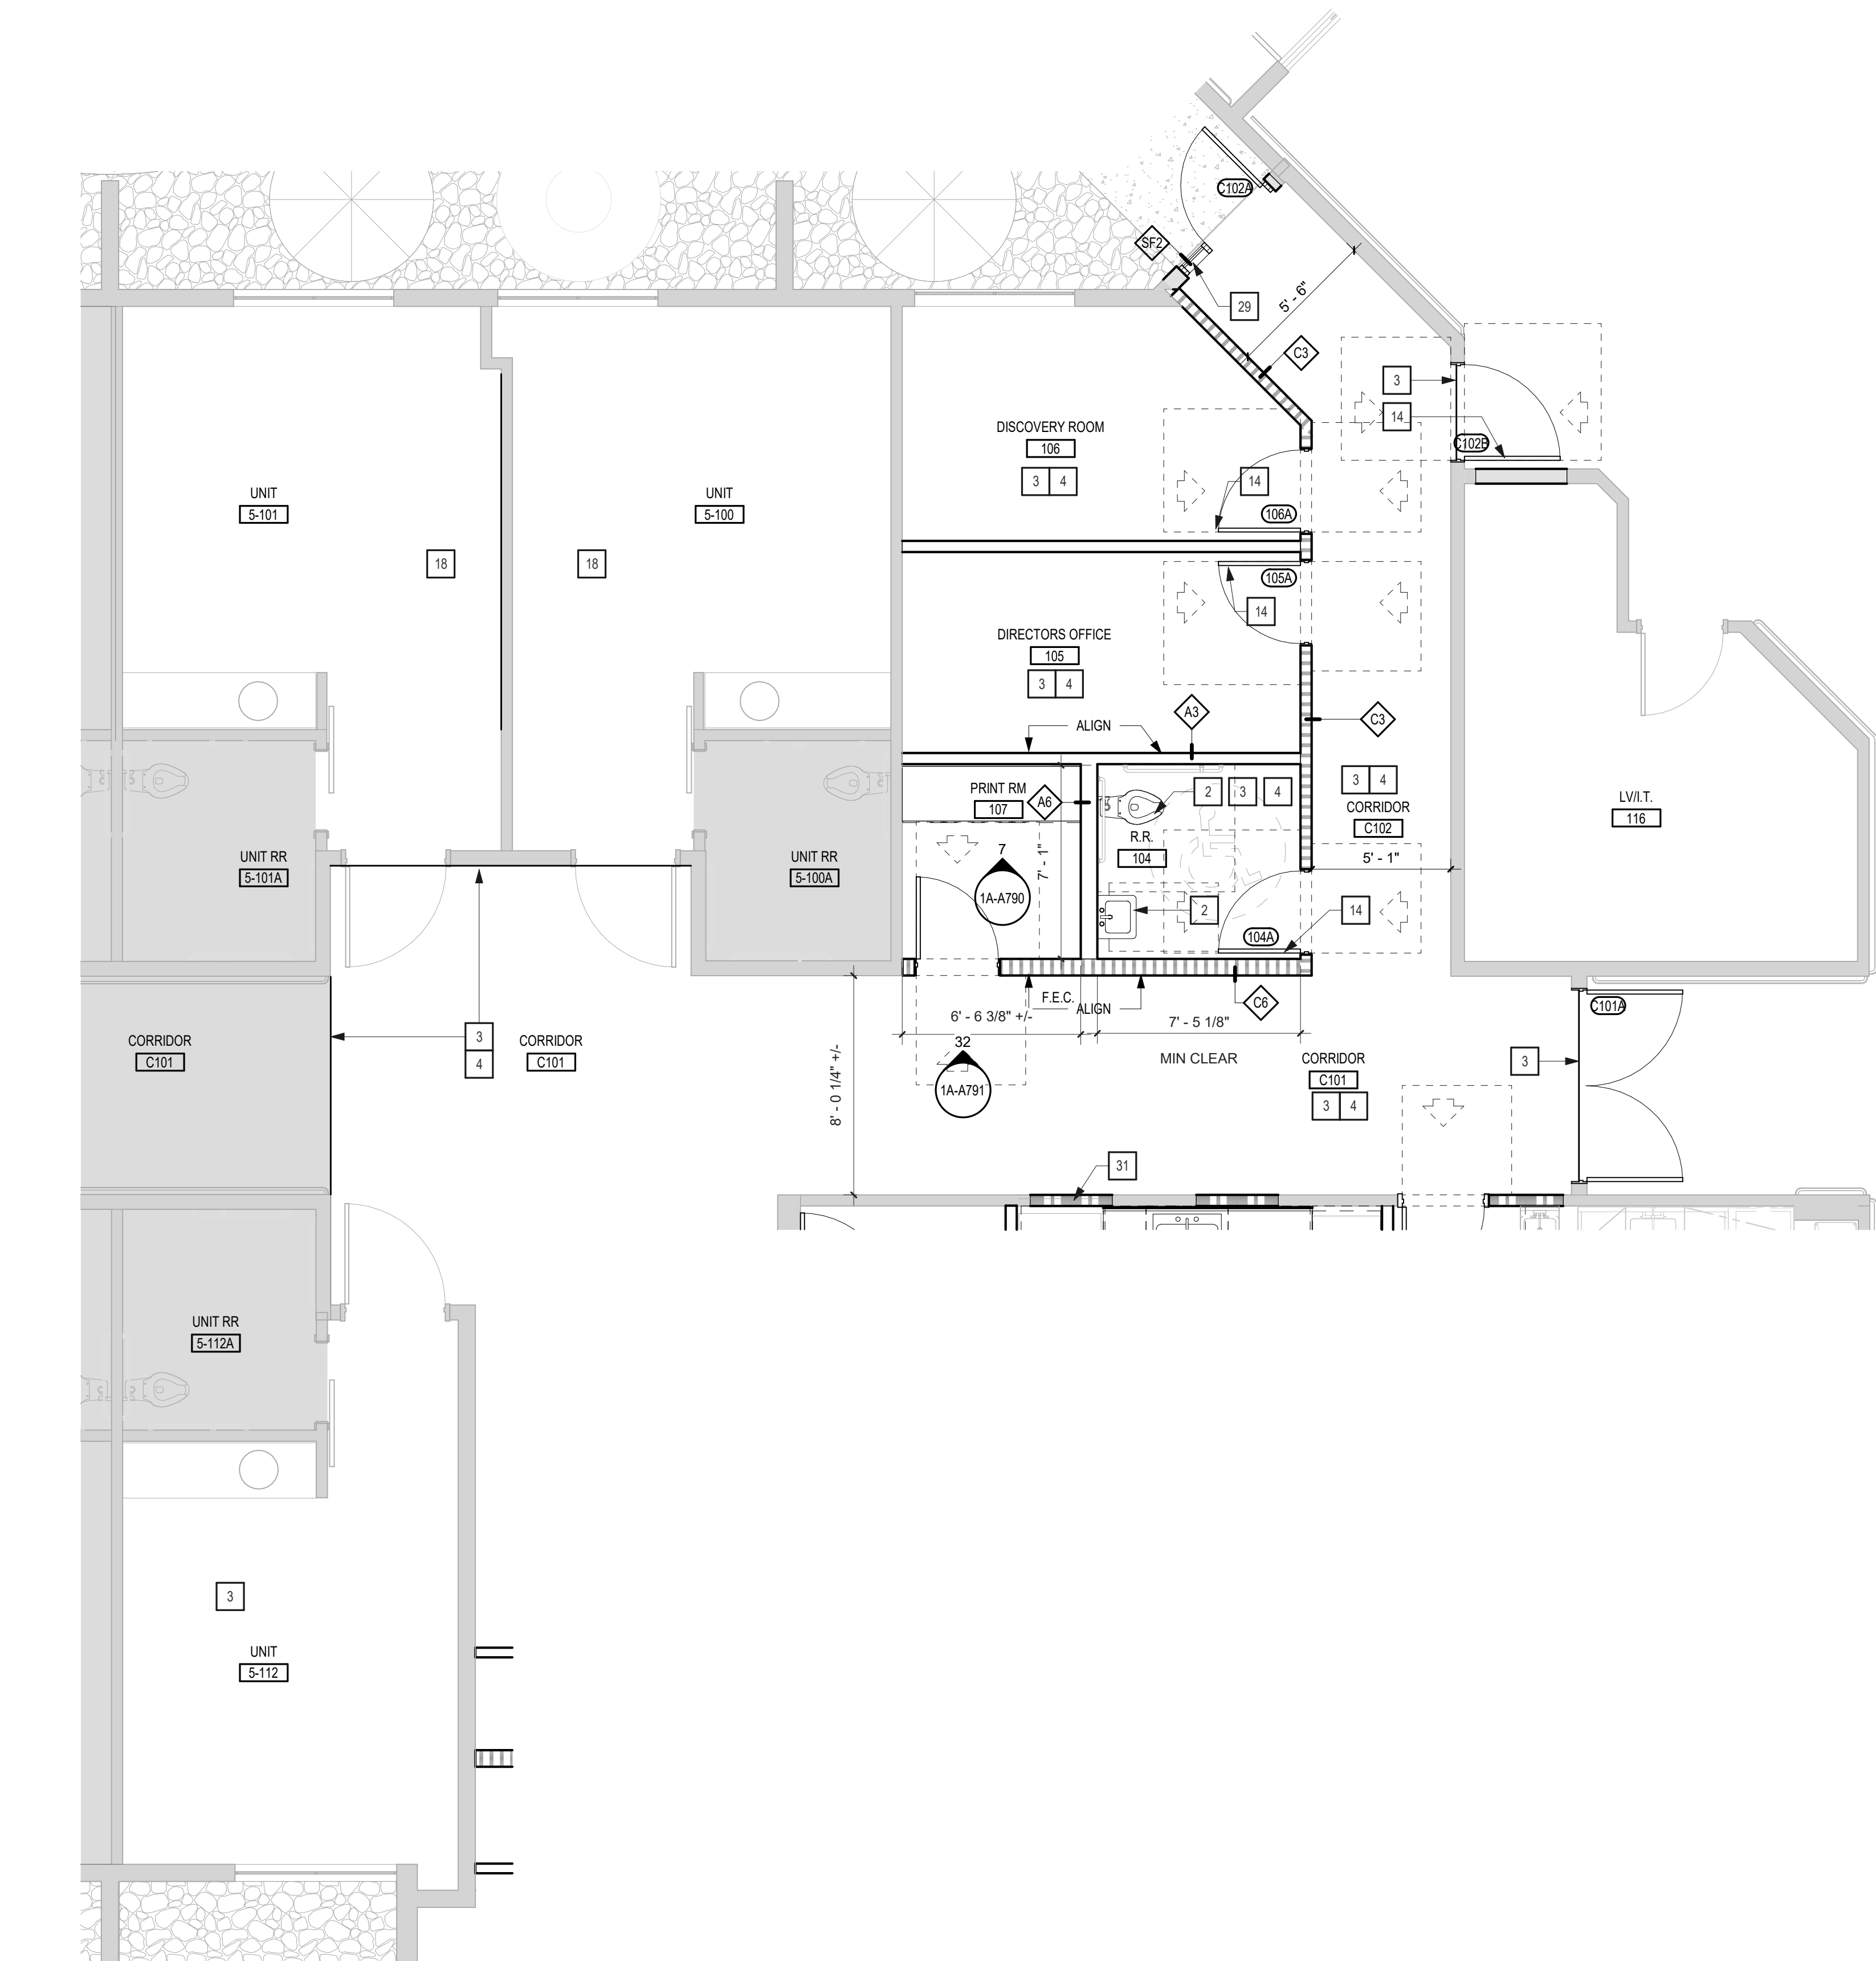 C102A
SF2
29
5' - 6"
C3
3
14
C102B
DISCOVERY ROOM
106
3 4
14
106A
UNIT
5-101
UNIT
5-100
18
18
105A
14
DIRECTORS OFFICE
105
3 4
ALIGN
A3
C3
PRINT RM
107
A6
2 3 4
3 4
CORRIDOR
C102
LV/I.T.
116
R.R.
104
7' - 1"
5' - 1"
UNIT RR
5-101A
UNIT RR
5-100A
7
1A-A790
2
14
104A
F.E.C.
ALIGN
C6
C101A
6' - 6 3/8" +/-
7' - 5 1/8"
MIN CLEAR
CORRIDOR
C101
3
4
CORRIDOR
C101
8' - 0 1/4" +/-
32
1A-A791
CORRIDOR
C101
3 4
3
31
UNIT RR
5-112A
3
UNIT
5-112